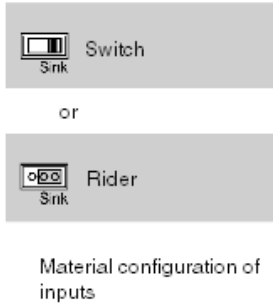 Switch
Sink
or
Rider
Sink
Material configuration of
inputs